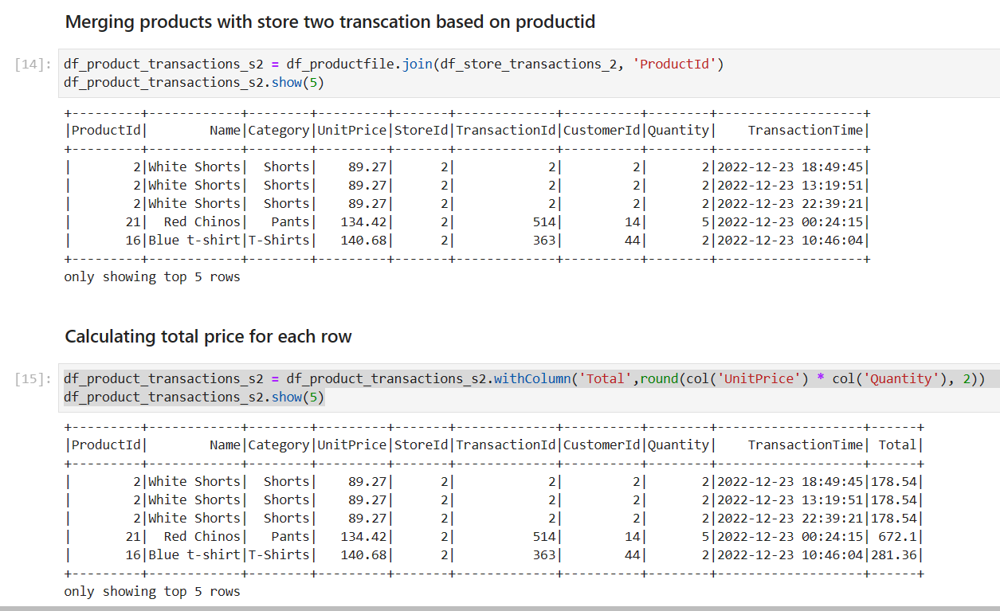 Merging products with store two transcation based on productid
[14]: df_product_transactions_s2 = df_productfile.join(df_store_transactions_2, 'ProductId')
df_product_transactions_s2.show(5)
+---------+------------+--------+---------+-------+-------------+----------+--------+-------------------+
|ProductId|        Name|Category|UnitPrice|StoreId|TransactionId|CustomerId|Quantity|    TransactionTime|
+---------+------------+--------+---------+-------+-------------+----------+--------+-------------------+
|        2|White Shorts|  Shorts|    89.27|      2|            2|         2|       2|2022-12-23 18:49:45|
|        2|White Shorts|  Shorts|    89.27|      2|            2|         2|       2|2022-12-23 13:19:51|
|        2|White Shorts|  Shorts|    89.27|      2|            2|         2|       2|2022-12-23 22:39:21|
|       21|  Red Chinos|   Pants|   134.42|      2|          514|        14|       5|2022-12-23 00:24:15|
|       16|Blue t-shirt|T-Shirts|   140.68|      2|          363|        44|       2|2022-12-23 10:46:04|
+---------+------------+--------+---------+-------+-------------+----------+--------+-------------------+
only showing top 5 rows
Calculating total price for each row
[15]: df_product_transactions_s2 = df_product_transactions_s2.withColumn('Total',round(col('UnitPrice') * col('Quantity'), 2))
df_product_transactions_s2.show(5)
+---------+------------+--------+---------+-------+-------------+----------+--------+-------------------+------+
|ProductId|        Name|Category|UnitPrice|StoreId|TransactionId|CustomerId|Quantity|    TransactionTime| Total|
+---------+------------+--------+---------+-------+-------------+----------+--------+-------------------+------+
|        2|White Shorts|  Shorts|    89.27|      2|            2|         2|       2|2022-12-23 18:49:45|178.54|
|        2|White Shorts|  Shorts|    89.27|      2|            2|         2|       2|2022-12-23 13:19:51|178.54|
|        2|White Shorts|  Shorts|    89.27|      2|            2|         2|       2|2022-12-23 22:39:21|178.54|
|       21|  Red Chinos|   Pants|   134.42|      2|          514|        14|       5|2022-12-23 00:24:15| 672.1|
|       16|Blue t-shirt|T-Shirts|   140.68|      2|          363|        44|       2|2022-12-23 10:46:04|281.36|
+---------+------------+--------+---------+-------+-------------+----------+--------+-------------------+------+
only showing top 5 rows